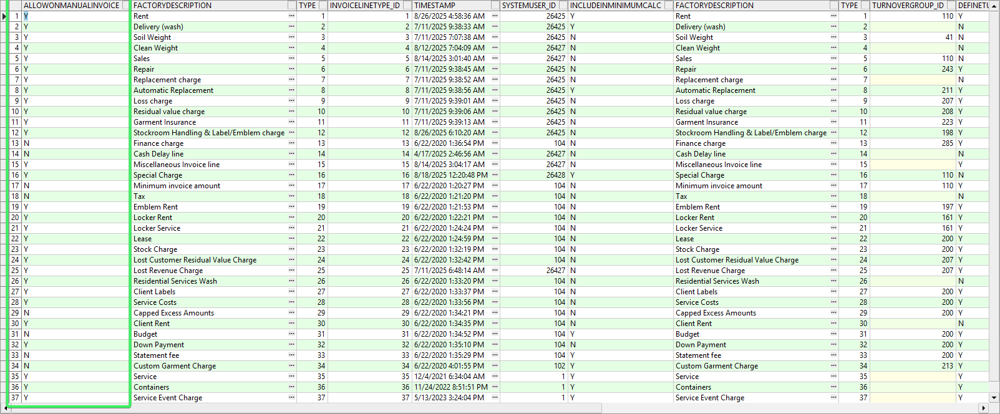 ALLOWONMANUALINVOICE FACTORYDESCRIPTION TYPE INVOICELINETYPE_ID TIMESTAMP SYSTEMUSER_ID INCLUDEINMINIMUMCALC FACTORYDESCRIPTION TYPE TURNOVERGROUP_ID DEFINETU
1 Y Rent ... 1 1 8/26/2025 4:58:36 AM ... 26425 Y Rent ... 1 110 Y
2 Y Delivery (wash) ... 2 2 7/11/2025 9:38:33 AM ... 26425 N Delivery (wash) ... 2 N
3 Y Soil Weight ... 3 3 7/11/2025 7:07:38 AM ... 26425 N Soil Weight ... 3 41 N
4 Y Clean Weight ... 4 4 8/12/2025 7:04:09 AM ... 26427 N Clean Weight ... 4 N
5 Y Sales ... 5 5 8/14/2025 3:01:40 AM ... 26427 N Sales ... 5 110 N
6 Y Repair ... 6 6 7/11/2025 9:38:45 AM ... 26425 N Repair ... 6 243 Y
7 Y Replacement charge ... 7 7 7/11/2025 9:38:52 AM ... 26425 N Replacement charge ... 7 N
8 Y Automatic Replacement ... 8 8 7/11/2025 9:38:56 AM ... 26425 Y Automatic Replacement ... 8 211 Y
9 Y Loss charge ... 9 9 7/11/2025 9:39:01 AM ... 26425 N Loss charge ... 9 207 Y
10 Y Residual value charge ... 10 10 7/11/2025 9:39:06 AM ... 26425 N Residual value charge ... 10 208 Y
11 Y Garment Insurance ... 11 11 7/11/2025 9:39:13 AM ... 26425 N Garment Insurance ... 11 223 Y
12 Y Stockroom Handling & Label/Emblem charge ... 12 12 8/26/2025 6:10:20 AM ... 26425 N Stockroom Handling & Label/Emblem charge ... 12 198 Y
13 N Finance charge ... 13 13 6/22/2020 1:36:54 PM ... 104 N Finance charge ... 13 285 Y
14 N Cash Delay line ... 14 14 4/17/2025 2:46:56 AM ... 26427 N Cash Delay line ... 14 N
15 Y Miscellaneous Invoice line ... 15 15 8/14/2025 3:04:17 AM ... 26427 N Miscellaneous Invoice line ... 15 Y
16 Y Special Charge ... 16 16 8/18/2025 12:20:48 PM ... 26428 Y Special Charge ... 16 110 N
17 N Minimum invoice amount ... 17 17 6/22/2020 1:20:27 PM ... 104 N Minimum invoice amount ... 17 110 Y
18 N Tax ... 18 18 6/22/2020 1:21:20 PM ... 104 N Tax ... 18 N
19 Y Emblem Rent ... 19 19 6/22/2020 1:21:53 PM ... 104 N Emblem Rent ... 19 197 Y
20 Y Locker Rent ... 20 20 6/22/2020 1:22:21 PM ... 104 N Locker Rent ... 20 161 Y
21 Y Locker Service ... 21 21 6/22/2020 1:24:24 PM ... 104 N Locker Service ... 21 161 Y
22 Y Lease ... 22 22 6/22/2020 1:24:59 PM ... 104 N Lease ... 22 200 Y
23 Y Stock Charge ... 23 23 6/22/2020 1:32:19 PM ... 104 N Stock Charge ... 23 200 Y
24 Y Lost Customer Residual Value Charge ... 24 24 6/22/2020 1:32:42 PM ... 104 N Lost Customer Residual Value Charge ... 24 207 Y
25 Y Lost Revenue Charge ... 25 25 7/11/2025 6:48:14 AM ... 26427 N Lost Revenue Charge ... 25 207 Y
26 Y Residential Services Wash ... 26 26 6/22/2020 1:33:20 PM ... 104 N Residential Services Wash ... 26 N
27 Y Client Labels ... 27 27 6/22/2020 1:33:37 PM ... 104 N Client Labels ... 27 200 Y
28 Y Service Costs ... 28 28 6/22/2020 1:33:56 PM ... 104 N Service Costs ... 28 200 Y
29 N Capped Excess Amounts ... 29 29 6/22/2020 1:34:21 PM ... 104 N Capped Excess Amounts ... 29 200 Y
30 Y Client Rent ... 30 30 6/22/2020 1:34:35 PM ... 104 N Client Rent ... 30 N
31 N Budget ... 31 31 6/22/2020 1:34:52 PM ... 104 Y Budget ... 31 200 Y
32 Y Down Payment ... 32 32 6/22/2020 1:35:10 PM ... 104 N Down Payment ... 32 200 Y
33 N Statement fee ... 33 33 6/22/2020 1:35:29 PM ... 104 N Statement fee ... 33 200 Y
34 N Custom Garment Charge ... 34 34 6/22/2020 4:01:55 PM ... 102 Y Custom Garment Charge ... 34 213 Y
35 Y Service ... 35 35 12/4/2021 6:34:04 AM ... 1 Y Service ... 35 Y
36 Y Containers ... 36 36 11/24/2022 8:51:51 PM ... 1 Y Containers ... 36 Y
37 Y Service Event Charge ... 37 37 5/13/2023 3:24:04 PM ... 1 Y Service Event Charge ... 37 Y